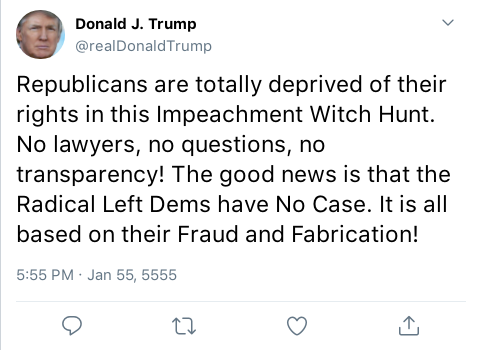 Donald J. Trump
@realDonaldTrump
Republicans are totally deprived of their
rights in this Impeachment Witch Hunt.
No lawyers, no questions, no
transparency! The good news is that the
Radical Left Dems have No Case. It is all
based on their Fraud and Fabrication!
5:55 PM · Jan 55, 5555